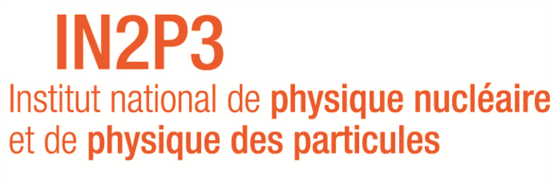 IN2P3
Institut national de physique nucléaire
et de physique des particules